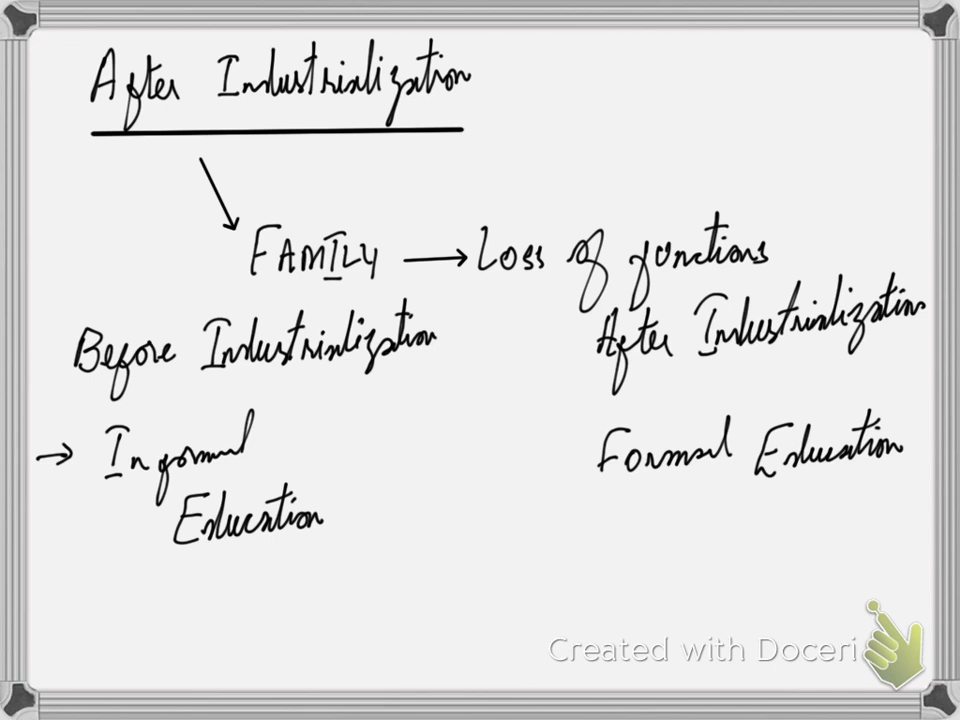 After Industrialization
FAMILY → Loss of functions
Before Industrialization
After Industrialization
→ Informal
Education
Formal Education
Created with Doceri